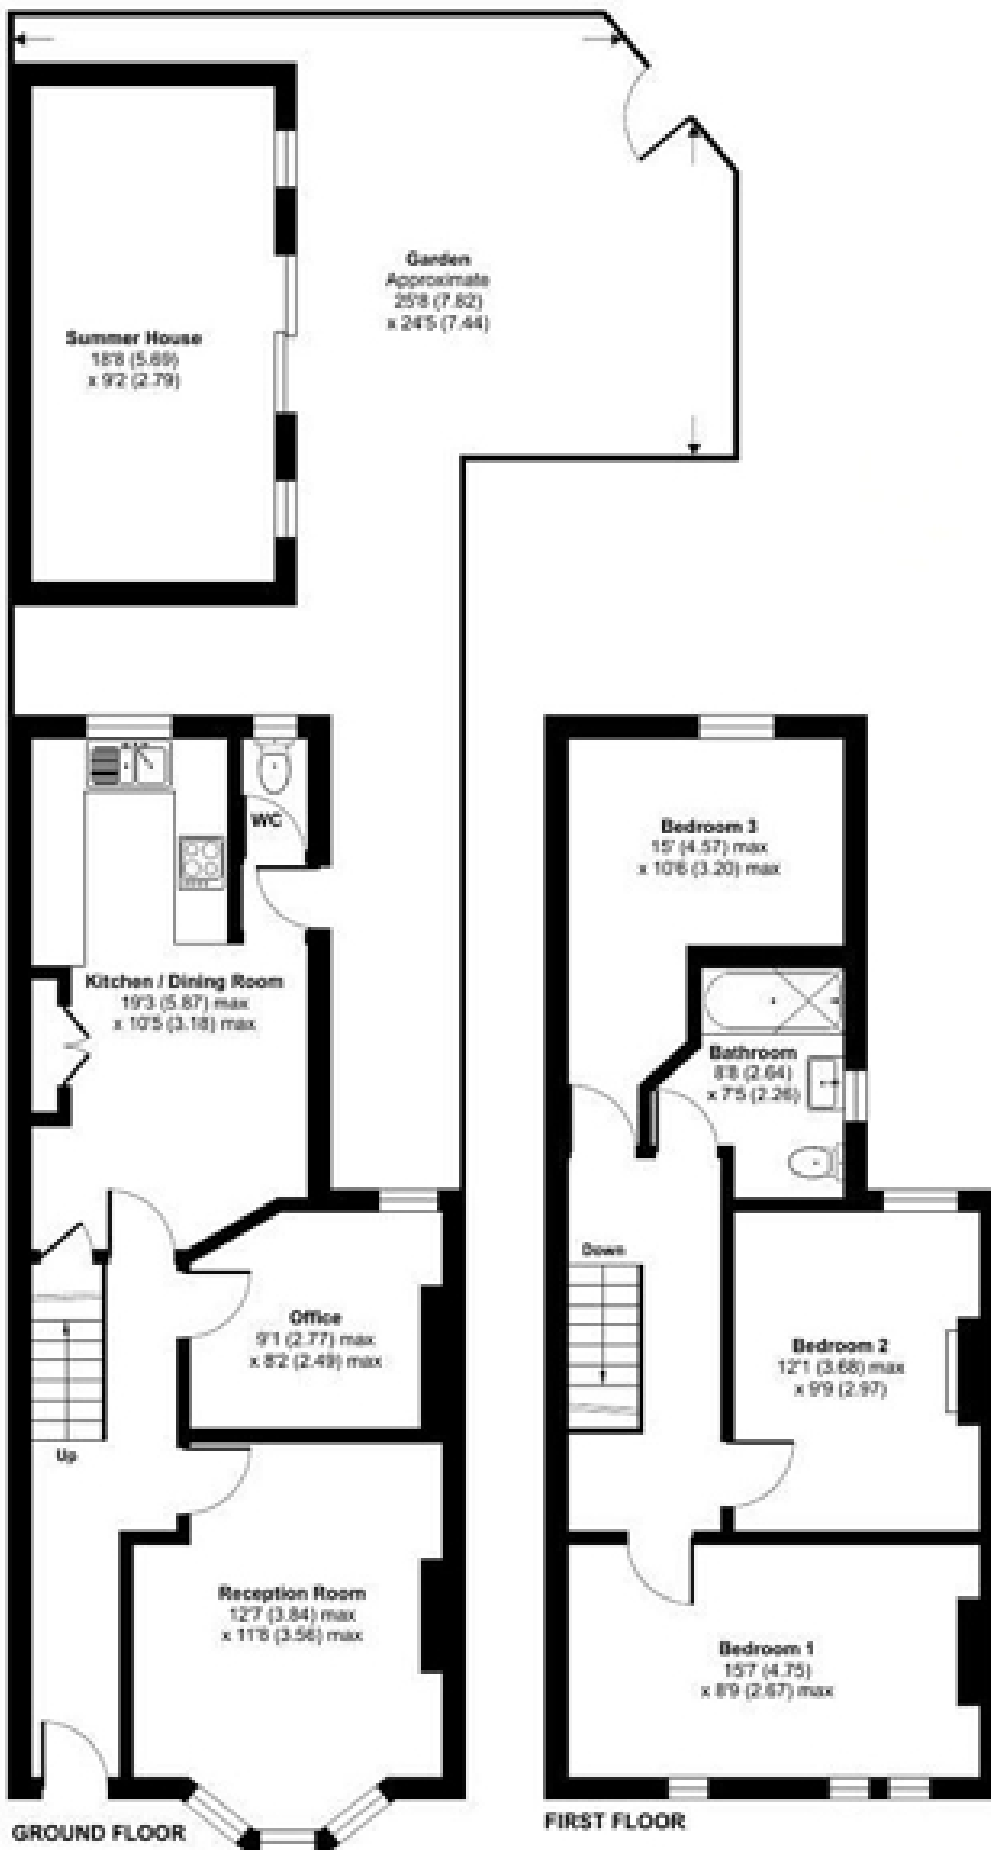 Garden
Approximate
25'8 (7.82)
x 24'5 (7.44)
Summer House
18'8 (5.69)
x 9'2 (2.79)
WC
Kitchen / Dining Room
19'3 (5.87) max
x 10'5 (3.18) max
Office
9'1 (2.77) max
x 8'2 (2.49) max
Up
Reception Room
12'7 (3.84) max
x 11'8 (3.56) max
GROUND FLOOR
Bedroom 3
15' (4.57) max
x 10'6 (3.20) max
Bathroom
8'8 (2.64)
x 7'5 (2.26)
Down
Bedroom 2
12'1 (3.68) max
x 9'9 (2.97)
Bedroom 1
15'7 (4.75)
x 8'9 (2.67) max
FIRST FLOOR